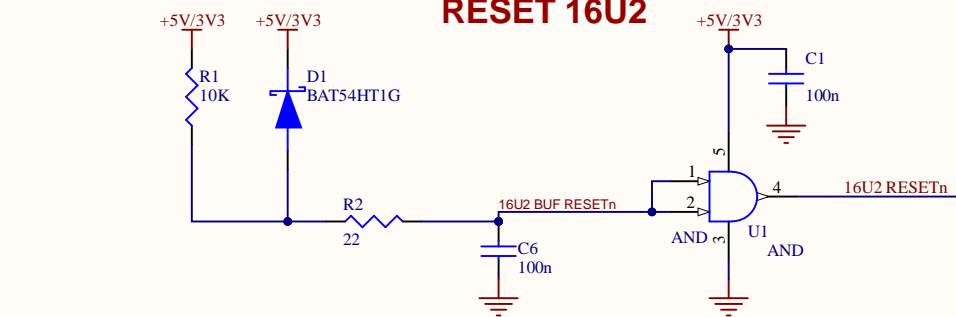 RESET 16U2
+5V/3V3
+5V/3V3
+5V/3V3
R1
10K
D1
BAT54HT1G
C1
100n
5
1
2
4
16U2 RESETn
R2
22
16U2 BUF RESETn
AND
3
U1
AND
C6
100n